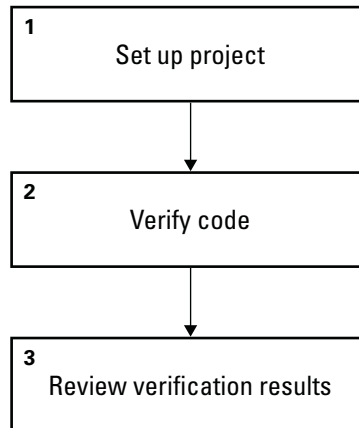 1
Set up project
2
Verify code
3
Review verification results